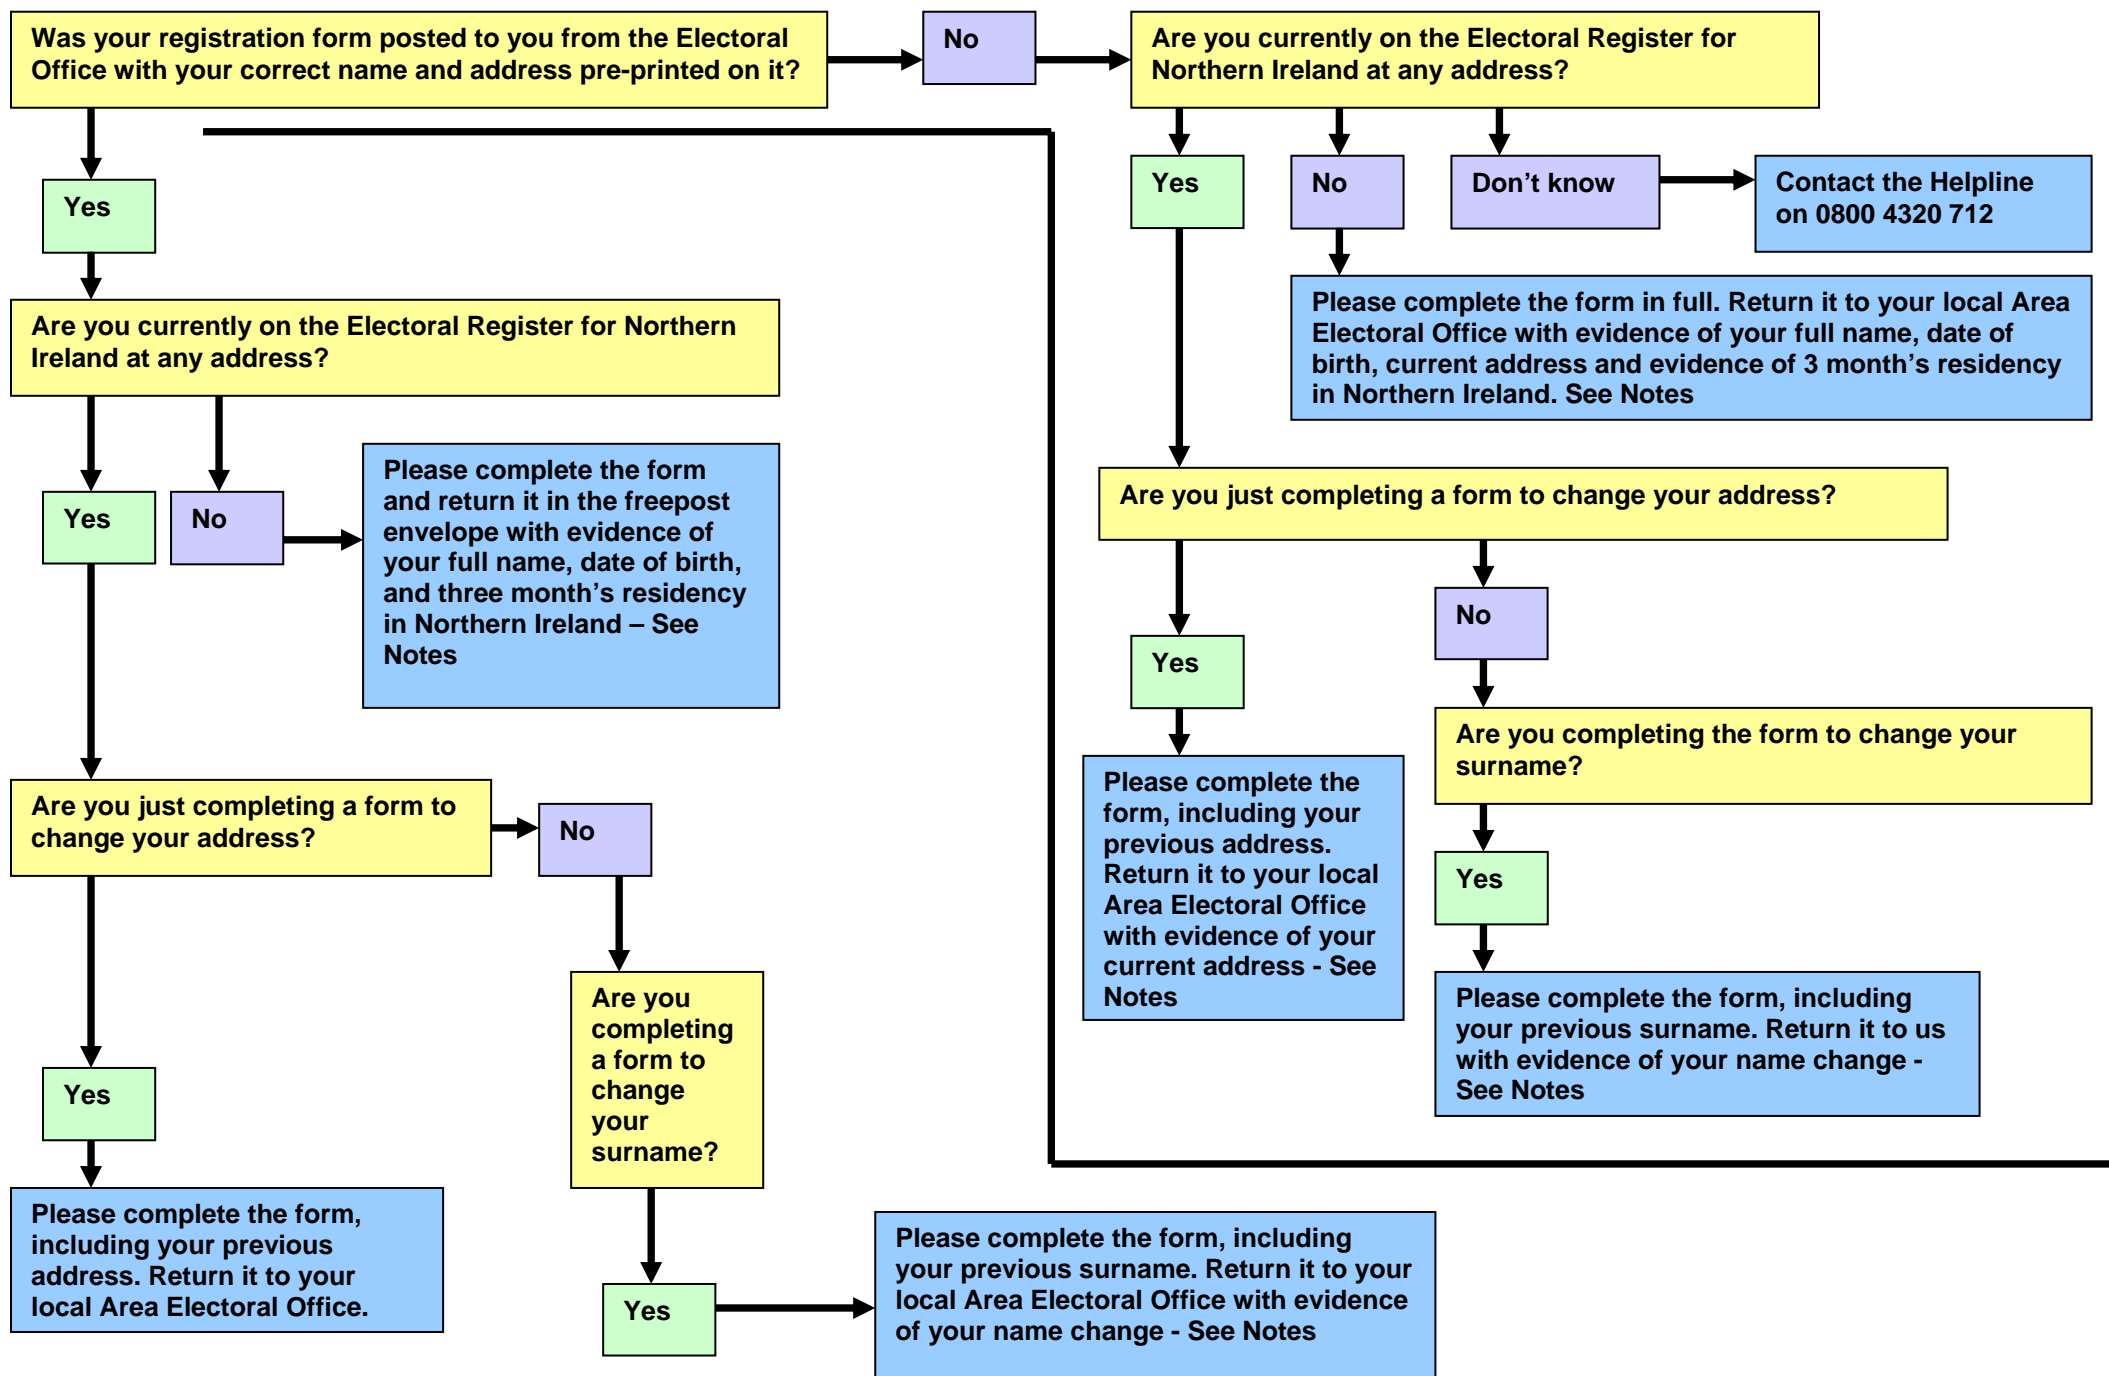 Was your registration form posted to you from the Electoral
Office with your correct name and address pre-printed on it?
No
Are you currently on the Electoral Register for
Northern Ireland at any address?
Yes
No
Don't know
Contact the Helpline
on 0800 4320 712
Please complete the form in full. Return it to your local Area
Electoral Office with evidence of your full name, date of
birth, current address and evidence of 3 month's residency
in Northern Ireland. See Notes
Are you just completing a form to change your address?
Yes
No
Please complete the
form, including your
previous address.
Return it to your local
Area Electoral Office
with evidence of your
current address - See
Notes
Are you completing the form to change your
surname?
Yes
Please complete the form, including
your previous surname. Return it to us
with evidence of your name change -
See Notes
Yes
Are you currently on the Electoral Register for Northern
Ireland at any address?
Yes
No
Please complete the form
and return it in the freepost
envelope with evidence of
your full name, date of birth,
and three month's residency
in Northern Ireland – See
Notes
Are you just completing a form to
change your address?
No
Yes
Please complete the form,
including your previous
address. Return it to your
local Area Electoral Office.
Are you
completing
a form to
change
your
surname?
Yes
Please complete the form, including
your previous surname. Return it to your
local Area Electoral Office with evidence
of your name change - See Notes